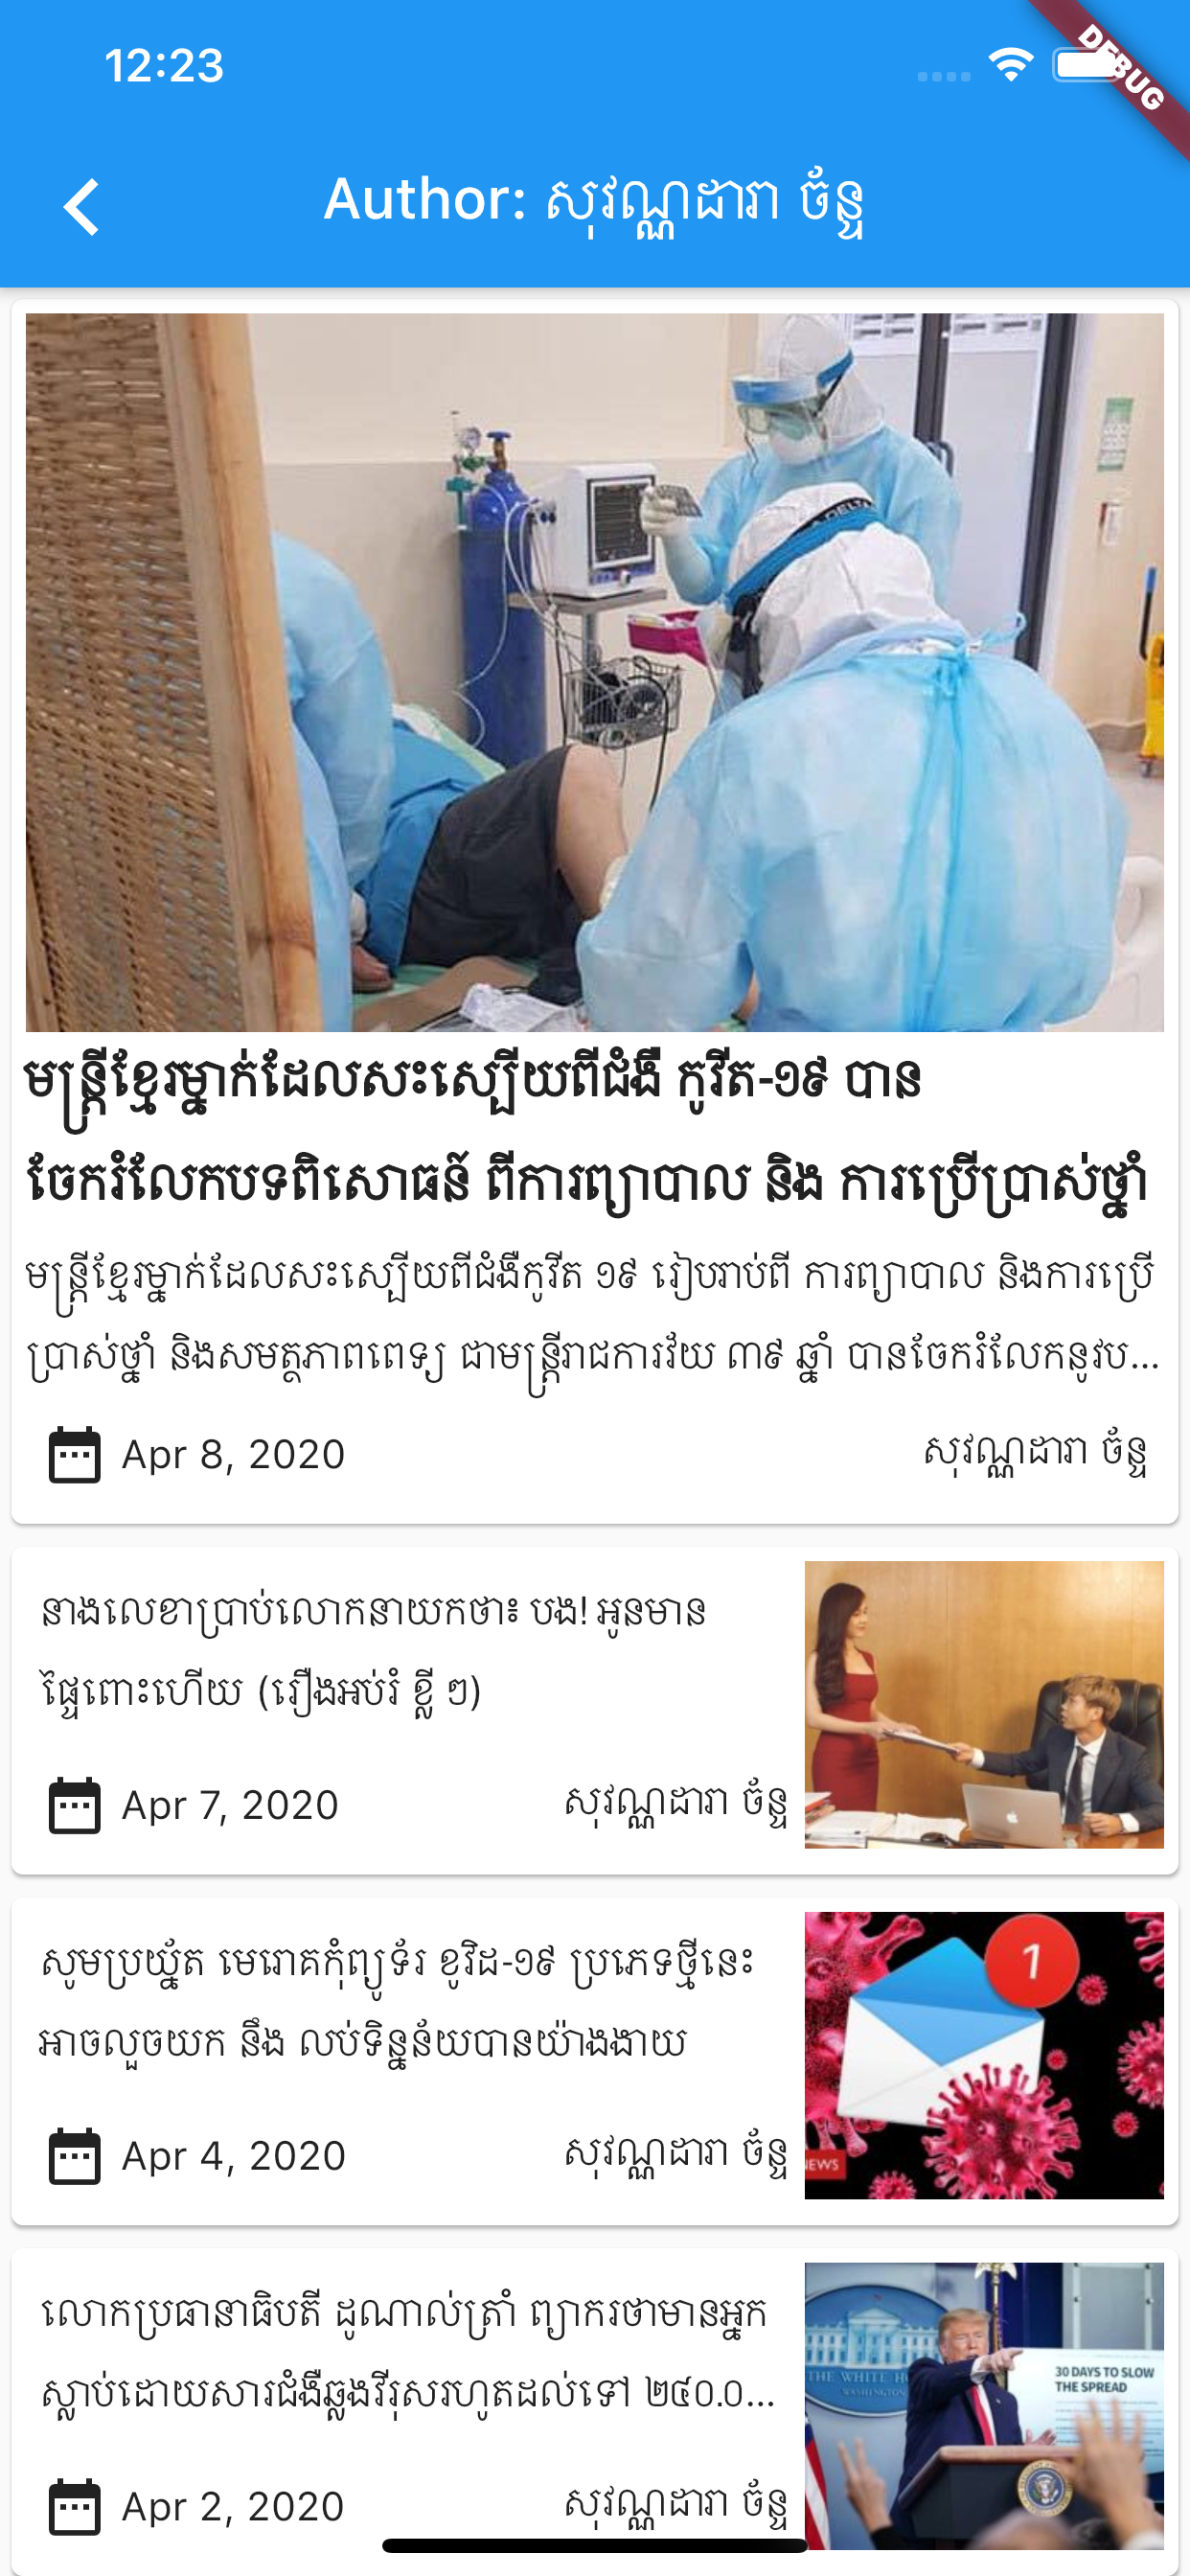 12:23
DEBUG
Author: សុវណ្ណដារា ច័ន្ទ
DELTA
មន្ត្រីខ្មែរម្នាក់ដែលសះស្បើយពីជំងឺ កូវីត-១៩ បាន
ចែករំលែកបទពិសោធន៍ ពីការព្យាបាល និង ការប្រើប្រាស់ថ្នាំ
មន្ត្រីខ្មែរម្នាក់ដែលសះស្បើយពីជំងឺកូវីត ១៩ រៀបរាប់ពី ការព្យាបាល និងការប្រើ
ប្រាស់ថ្នាំ និងសមត្ថភាពពេទ្យ ជាមន្ត្រីរាជការវ័យ ៣៩ ឆ្នាំ បានចែករំលែកនូវប...
Apr 8, 2020
សុវណ្ណដារា ច័ន្ទ
នាងលេខាប្រាប់លោកនាយកថា៖ បង! អូនមាន
ផ្ទៃពោះហើយ (រឿងអប់រំ ខ្លី ៗ)
Apr 7, 2020
សុវណ្ណដារា ច័ន្ទ
សូមប្រយ័្នត មេរោគកុំព្យូទ័រ ខូវិដ-១៩ ប្រភេទថ្មីនេះ
អាចលួចយក នឹង លប់ទិន្នន័យបានយ៉ាងងាយ
1
NEWS
Apr 4, 2020
សុវណ្ណដារា ច័ន្ទ
លោកប្រធានាធិបតី ដូណាល់ត្រាំ ព្យាករថាមានអ្នក
ស្លាប់ដោយសារជំងឺឆ្លងវីរុសរហូតដល់ទៅ ២៤០.០...
THE WHITE H
WASHINGTON
30 DAYS TO SLOW
THE SPREAD
Apr 2, 2020
សុវណ្ណដារា ច័ន្ទ